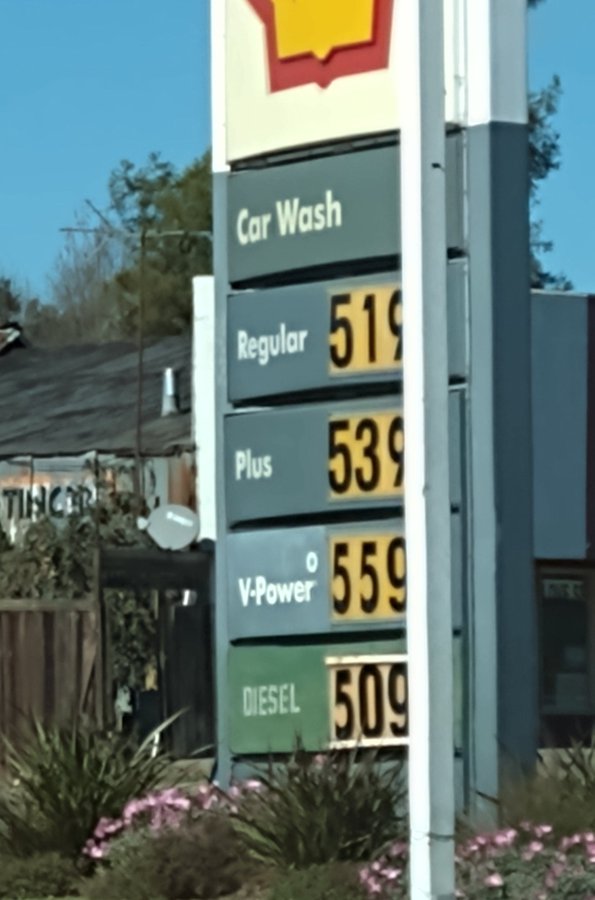 Car Wash
Regular 519
Plus 539
V-Power 559
DIESEL 509